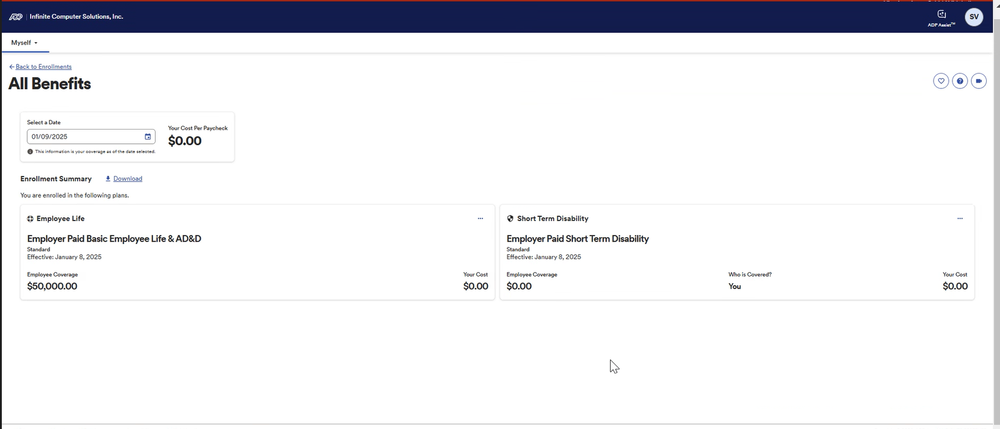 ADP Infinite Computer Solutions, Inc.
ADP Assist™
SV
Myself
Back to Enrollments
All Benefits
Select a Date
01/09/2025
This information is your coverage as of the date selected.
Your Cost Per Paycheck
$0.00
Enrollment Summary Download
You are enrolled in the following plans.
Employee Life ...
Employer Paid Basic Employee Life & AD&D
Standard
Effective: January 8, 2025
Employee Coverage Your Cost
$50,000.00 $0.00
Short Term Disability ...
Employer Paid Short Term Disability
Standard
Effective: January 8, 2025
Employee Coverage Who is Covered? Your Cost
$0.00 You $0.00